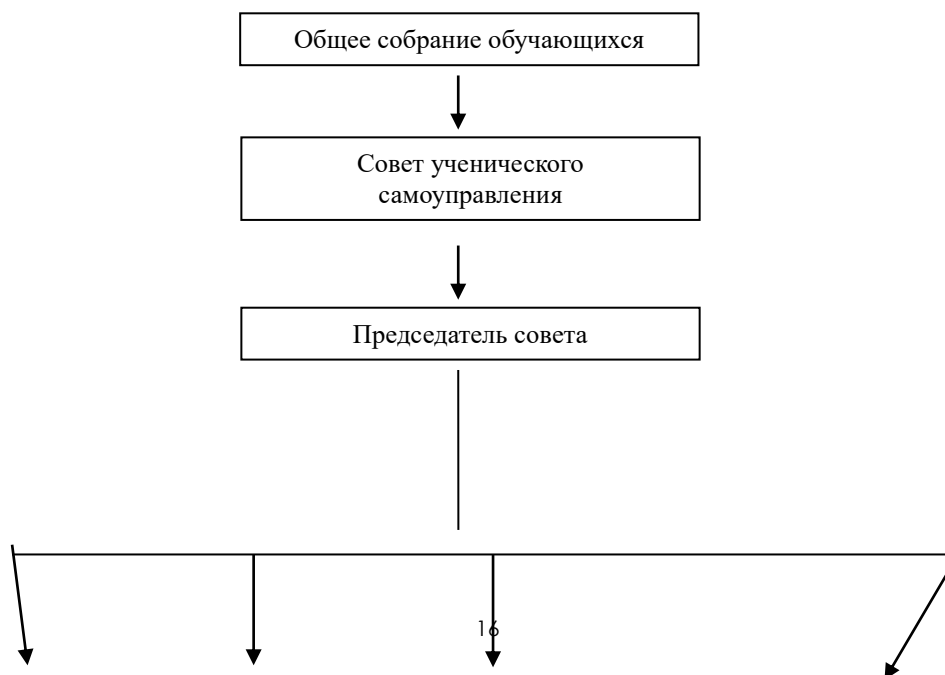 Общее собрание обучающихся
Совет ученического
самоуправления
Председатель совета
16